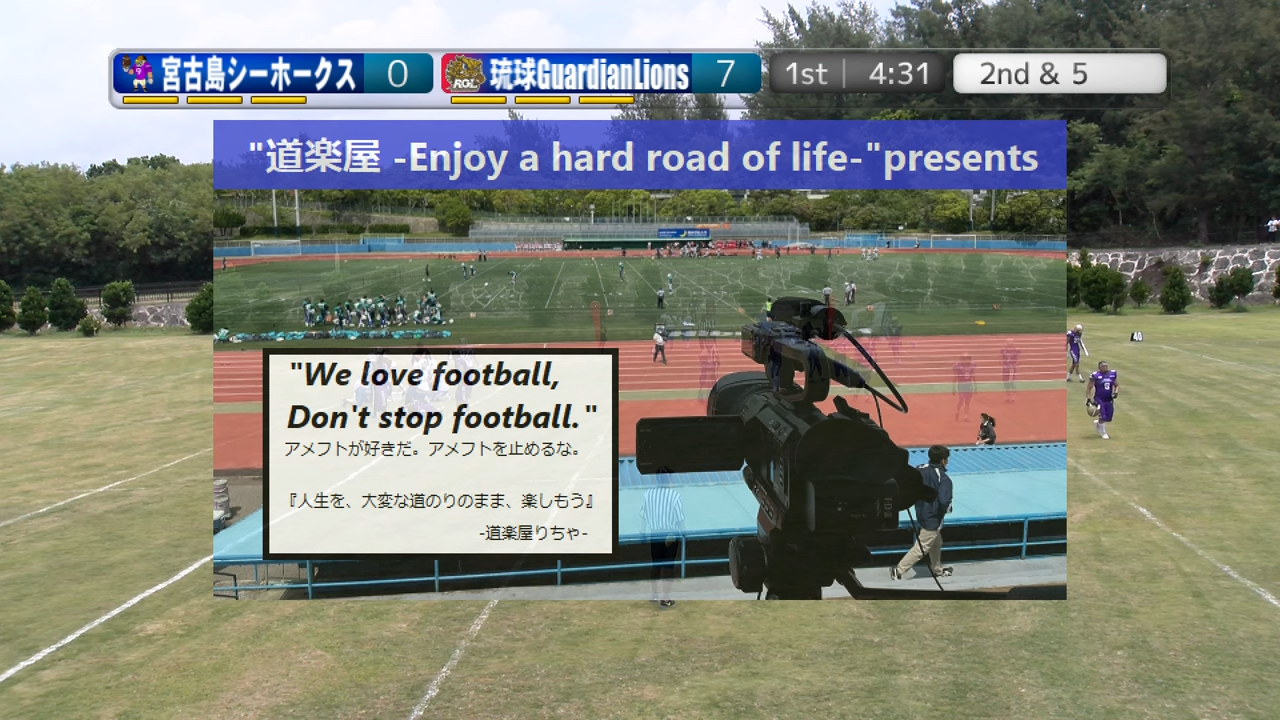 宮古島シーホークス 0 RGL 琉球GuardianLions 7 1st 4:31 2nd & 5
"道楽屋 -Enjoy a hard road of life-"presents
"We love football,
Don't stop football."
アメフトが好きだ。アメフトを止めるな。
『人生を、大変な道のりのまま、楽しもう』
-道楽屋りちゃ-
40